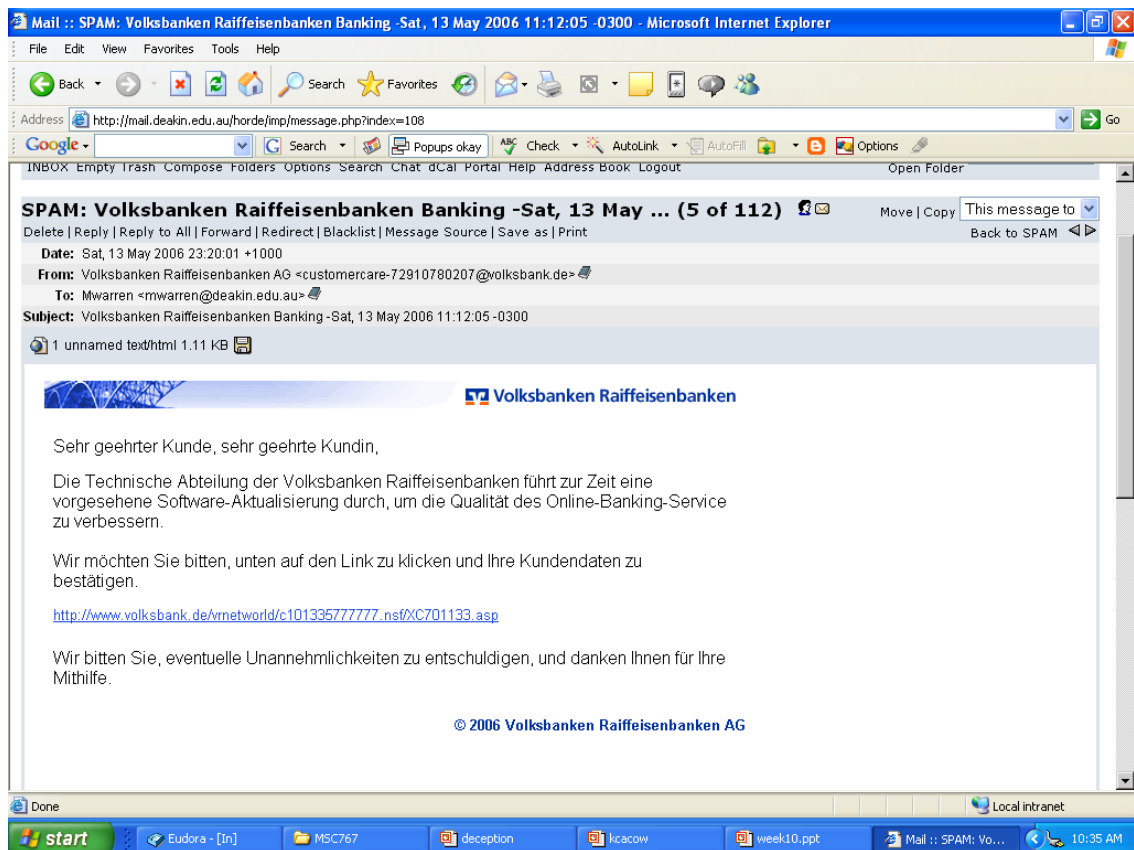 Mail :: SPAM: Volksbanken Raiffeisenbanken Banking -Sat, 13 May 2006 11:12:05 -0300 - Microsoft Internet Explorer
File Edit View Favorites Tools Help
Back Search Favorites
Address http://mail.deakin.edu.au/horde/imp/message.php?index=108 Go
Google Search Popups okay ABC Check AutoLink AutoFill Options
INBOX Empty Trash Compose Folders Options Search Chat dCal Portal Help Address Book Logout Open Folder
SPAM: Volksbanken Raiffeisenbanken Banking -Sat, 13 May ... (5 of 112) Move | Copy This message to
Delete | Reply | Reply to All | Forward | Redirect | Blacklist | Message Source | Save as | Print Back to SPAM
Date: Sat, 13 May 2006 23:20:01 +1000
From: Volksbanken Raiffeisenbanken AG <customercare-72910780207@volksbank.de>
To: Mwarren <mwarren@deakin.edu.au>
Subject: Volksbanken Raiffeisenbanken Banking -Sat, 13 May 2006 11:12:05 -0300
1 unnamed text/html 1.11 KB
Volksbanken Raiffeisenbanken
Sehr geehrter Kunde, sehr geehrte Kundin,
Die Technische Abteilung der Volksbanken Raiffeisenbanken führt zur Zeit eine
vorgesehene Software-Aktualisierung durch, um die Qualität des Online-Banking-Service
zu verbessern.
Wir möchten Sie bitten, unten auf den Link zu klicken und Ihre Kundendaten zu
bestätigen.
http://www.volksbank.de/vrnetworld/c101335777777.nsf/XC701133.asp
Wir bitten Sie, eventuelle Unannehmlichkeiten zu entschuldigen, und danken Ihnen für Ihre
Mithilfe.
© 2006 Volksbanken Raiffeisenbanken AG
Done Local intranet
start Eudora - [In] MSC767 deception kcacow week10.ppt Mail :: SPAM: Vo... 10:35 AM